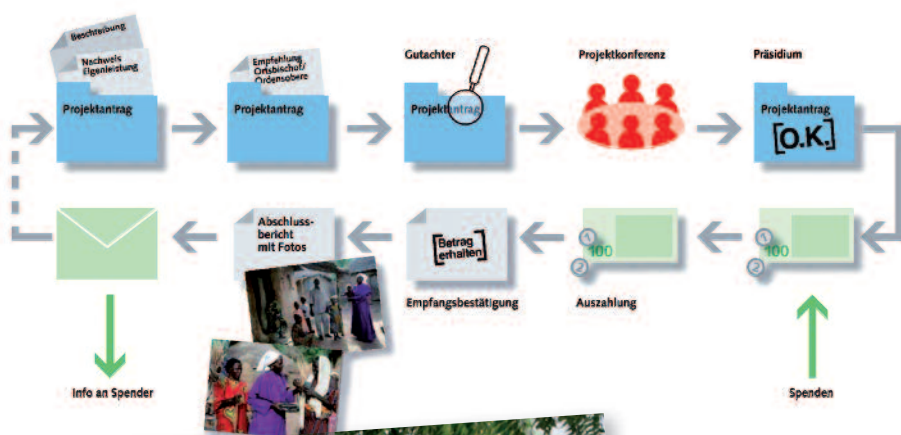 Beschreibung
Nachweis
Eigenleistung
Projektantrag
Empfehlung
Ortsbischof/
Ordensobere
Projektantrag
Gutachter
Projektantrag
Projektkonferenz
Präsidium
Projektantrag
[O.K.]
Info an Spender
Abschluss-
bericht
mit Fotos
[Betrag
erhalten]
Empfangsbestätigung
1
100
2
Auszahlung
1
100
2
Spenden